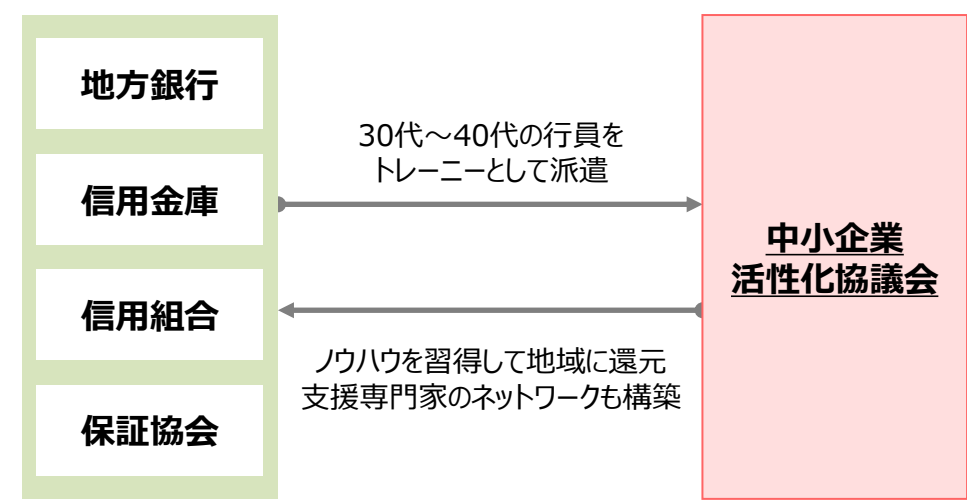 地方銀行
信用金庫
信用組合
保証協会
30代～40代の行員を
トレーニーとして派遣
ノウハウを習得して地域に還元
支援専門家のネットワークも構築
中小企業
活性化協議会